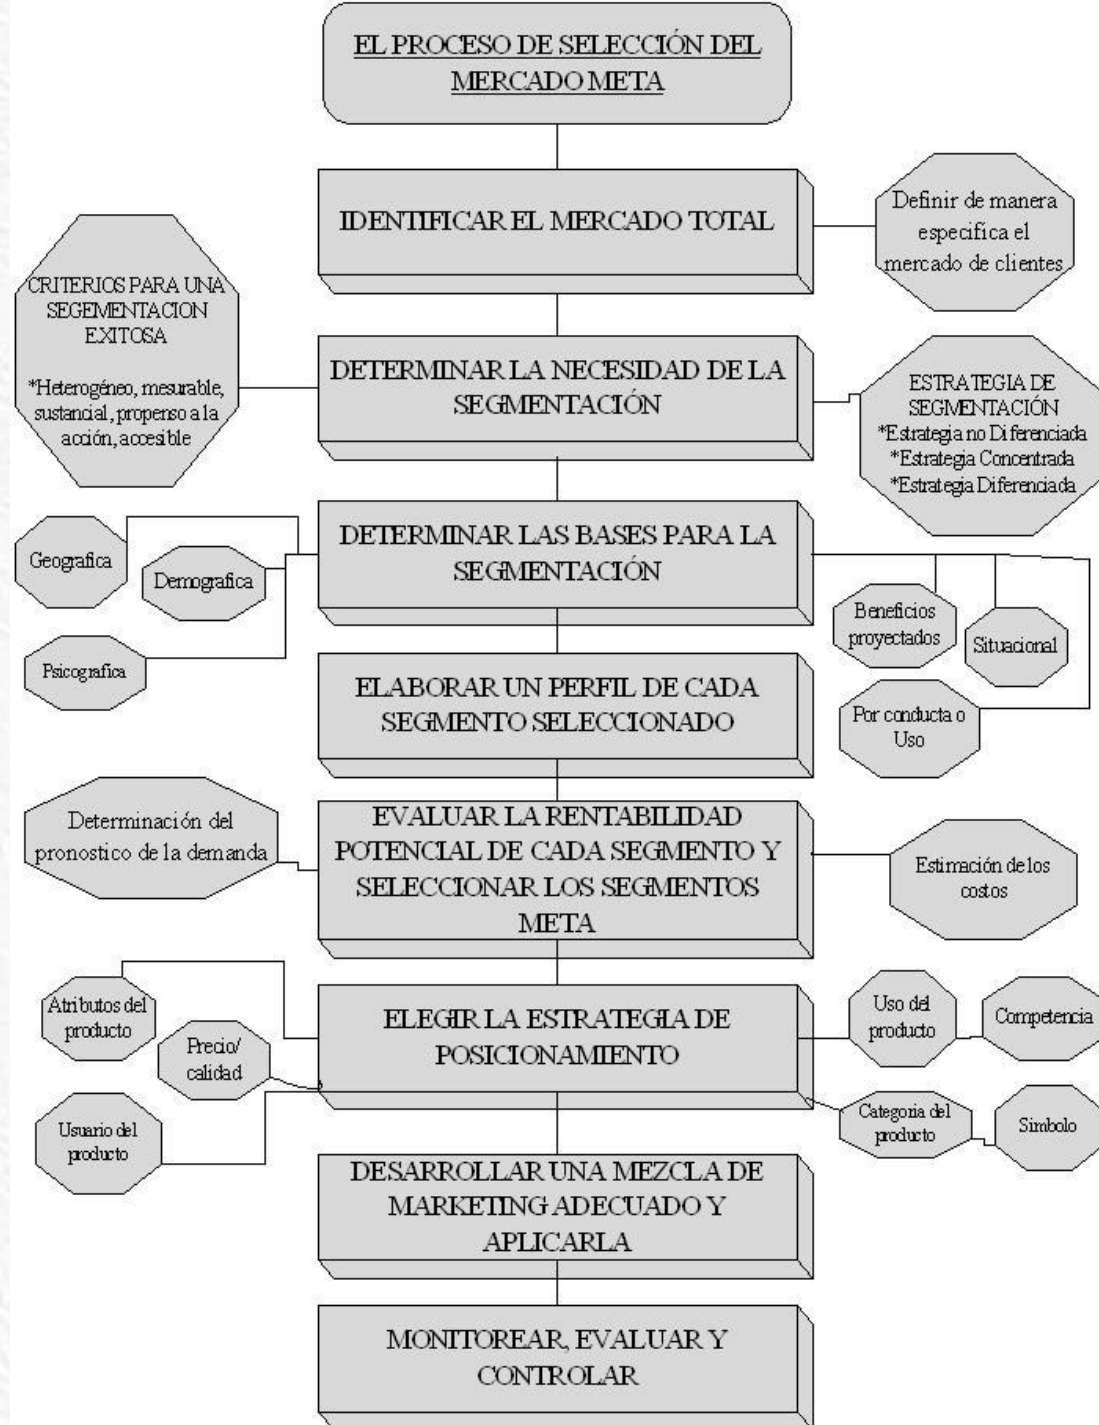 EL PROCESO DE SELECCIÓN DEL
MERCADO META
IDENTIFICAR EL MERCADO TOTAL
Definir de manera
especifica el
mercado de clientes
CRITERIOS PARA UNA
SEGEMENTACION
EXITOSA
*Heterogéneo, mesurable,
sustancial, propenso a la
acción, accesible
DETERMINAR LA NECESIDAD DE LA
SEGMENTACIÓN
ESTRATEGIA DE
SEGMENTACIÓN
*Estrategia no Diferenciada
*Estrategia Concentrada
*Estrategia Diferenciada
DETERMINAR LAS BASES PARA LA
SEGMENTACIÓN
Geografica
Demografica
Psicografica
Beneficios
proyectados
Situacional
Por conducta o
Uso
ELABORAR UN PERFIL DE CADA
SEGMENTO SELECCIONADO
Determinación del
pronostico de la demanda
EVALUAR LA RENTABILIDAD
POTENCIAL DE CADA SEGMENTO Y
SELECCIONAR LOS SEGMENTOS
META
Estimación de los
costos
Atributos del
producto
Precio/
calidad
Usuario del
producto
ELEGIR LA ESTRATEGIA DE
POSICIONAMIENTO
Uso del
producto
Competencia
Categoria del
producto
Simbolo
DESARROLLAR UNA MEZCLA DE
MARKETING ADECUADO Y
APLICARLA
MONITOREAR, EVALUAR Y
CONTROLAR